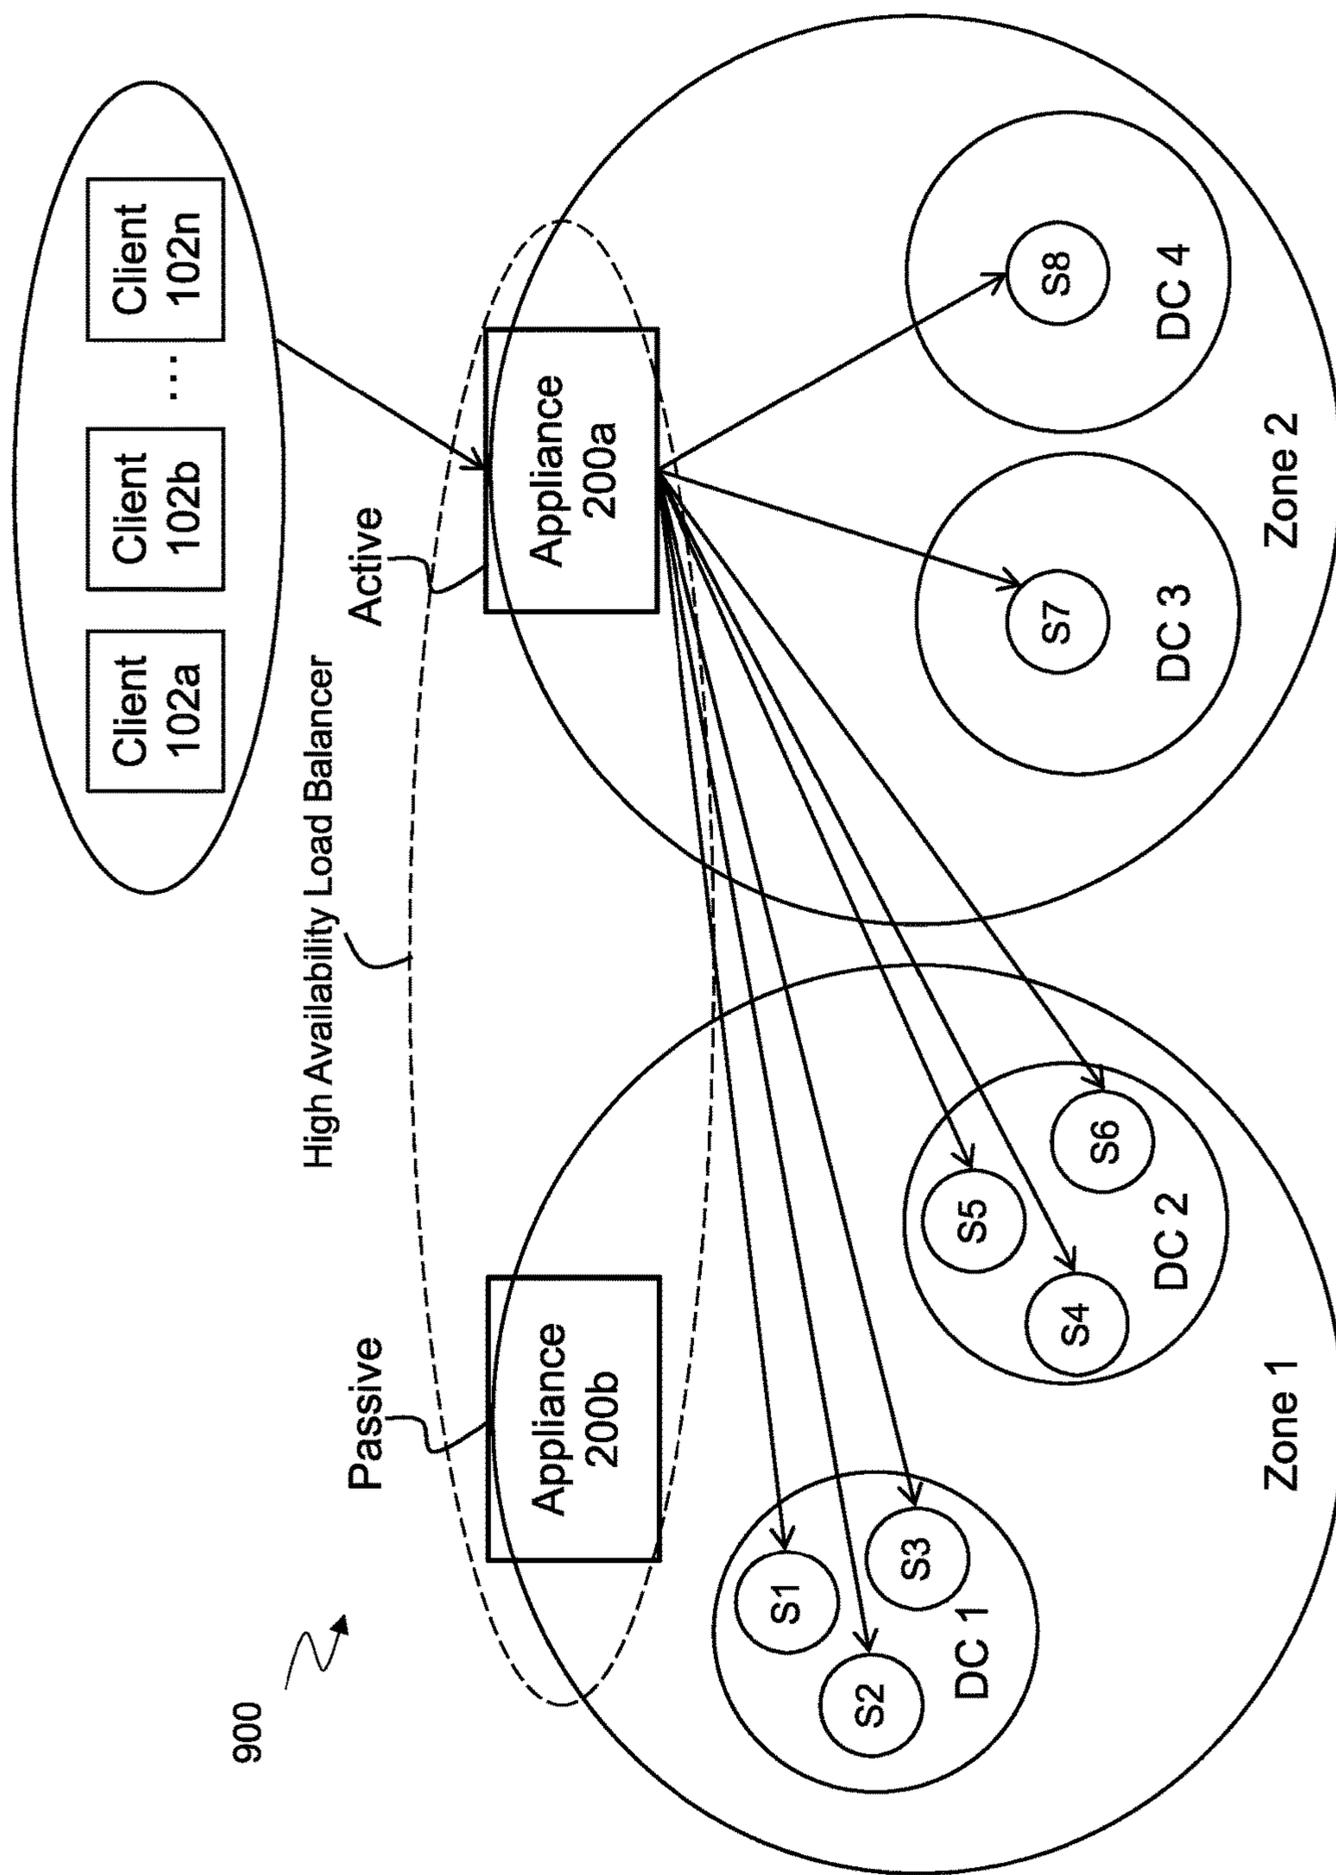 900
Client
102a
Client
102b
...
Client
102n
High Availability Load Balancer
Passive
Active
Appliance
200b
Appliance
200a
S1
S2
S3
DC 1
S5
S4
S6
DC 2
Zone 1
S7
DC 3
S8
DC 4
Zone 2